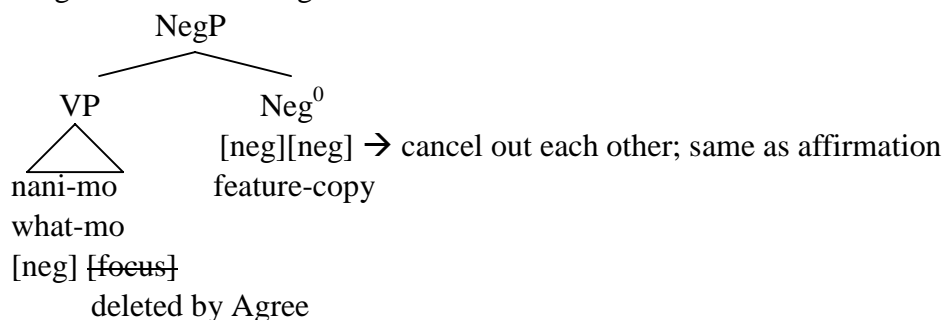 NegP
VP Neg⁰
[neg][neg] → cancel out each other; same as affirmation
nani-mo feature-copy
what-mo
[neg] [focus]
deleted by Agree